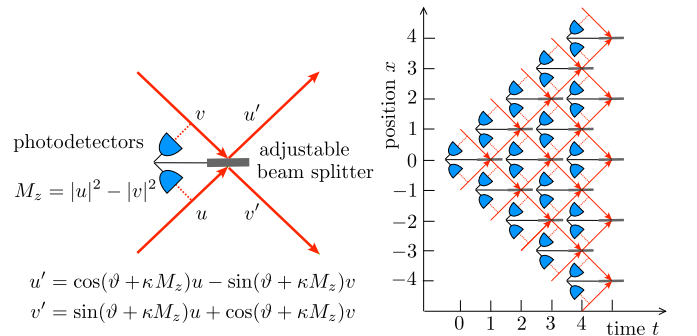 v
u′
photodetectors
adjustable
beam splitter
M_z = |u|² − |v|²
u
v′
u′ = cos(ϑ + κM_z)u − sin(ϑ + κM_z)v
v′ = sin(ϑ + κM_z)u + cos(ϑ + κM_z)v
position x
4
3
2
1
0
−1
−2
−3
−4
0 1 2 3 4
time t